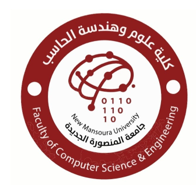 كلية علوم وهندسة الحاسب
0110
110
10
New Mansoura University
جامعة المنصورة الجديدة
Faculty of Computer Science & Engineering